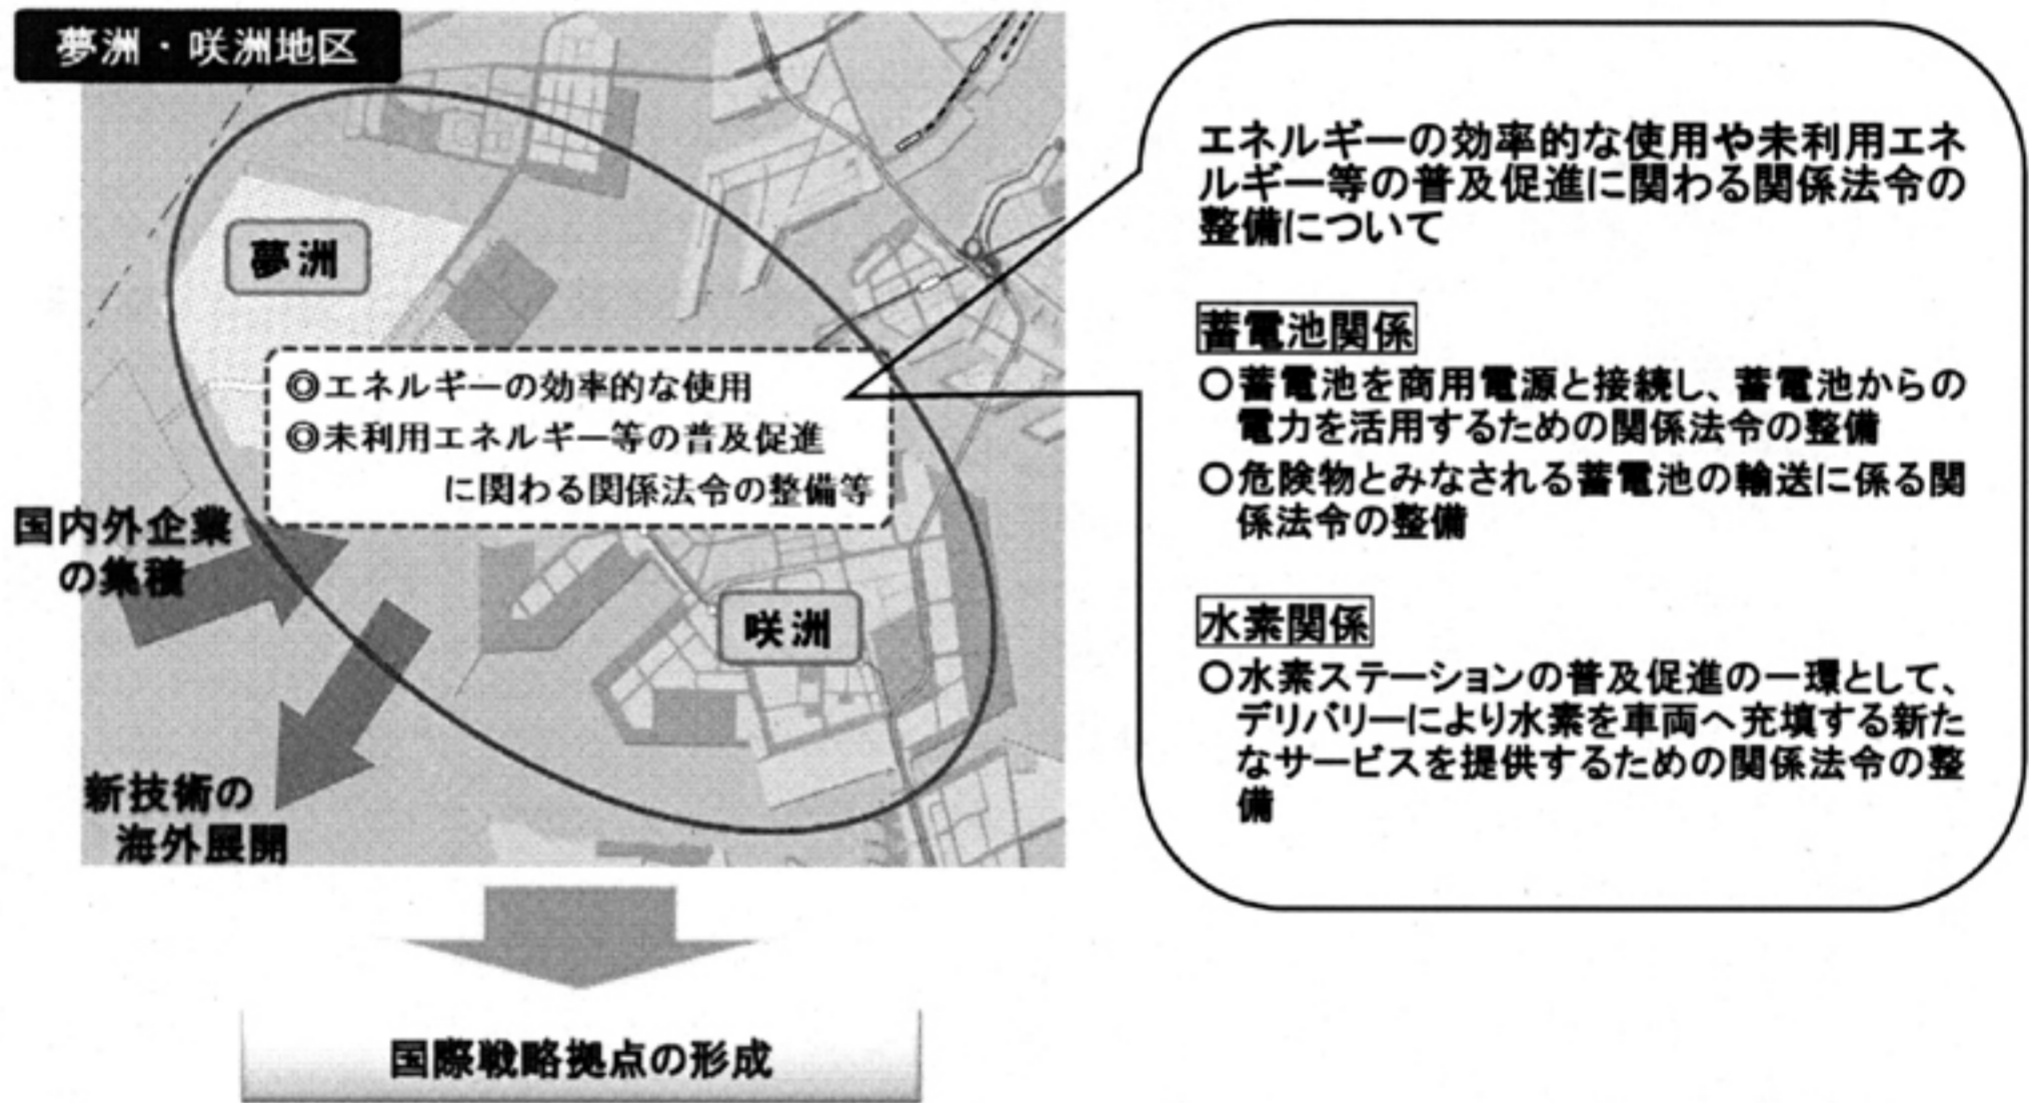 夢洲・咲洲地区
夢洲
◎エネルギーの効率的な使用
◎未利用エネルギー等の普及促進
に関わる関係法令の整備等
国内外企業
の集積
咲洲
新技術の
海外展開
国際戦略拠点の形成
エネルギーの効率的な使用や未利用エネ
ルギー等の普及促進に関わる関係法令の
整備について
蓄電池関係
○蓄電池を商用電源と接続し、蓄電池からの
電力を活用するための関係法令の整備
○危険物とみなされる蓄電池の輸送に係る関
係法令の整備
水素関係
○水素ステーションの普及促進の一環として、
デリバリーにより水素を車両へ充填する新た
なサービスを提供するための関係法令の整
備